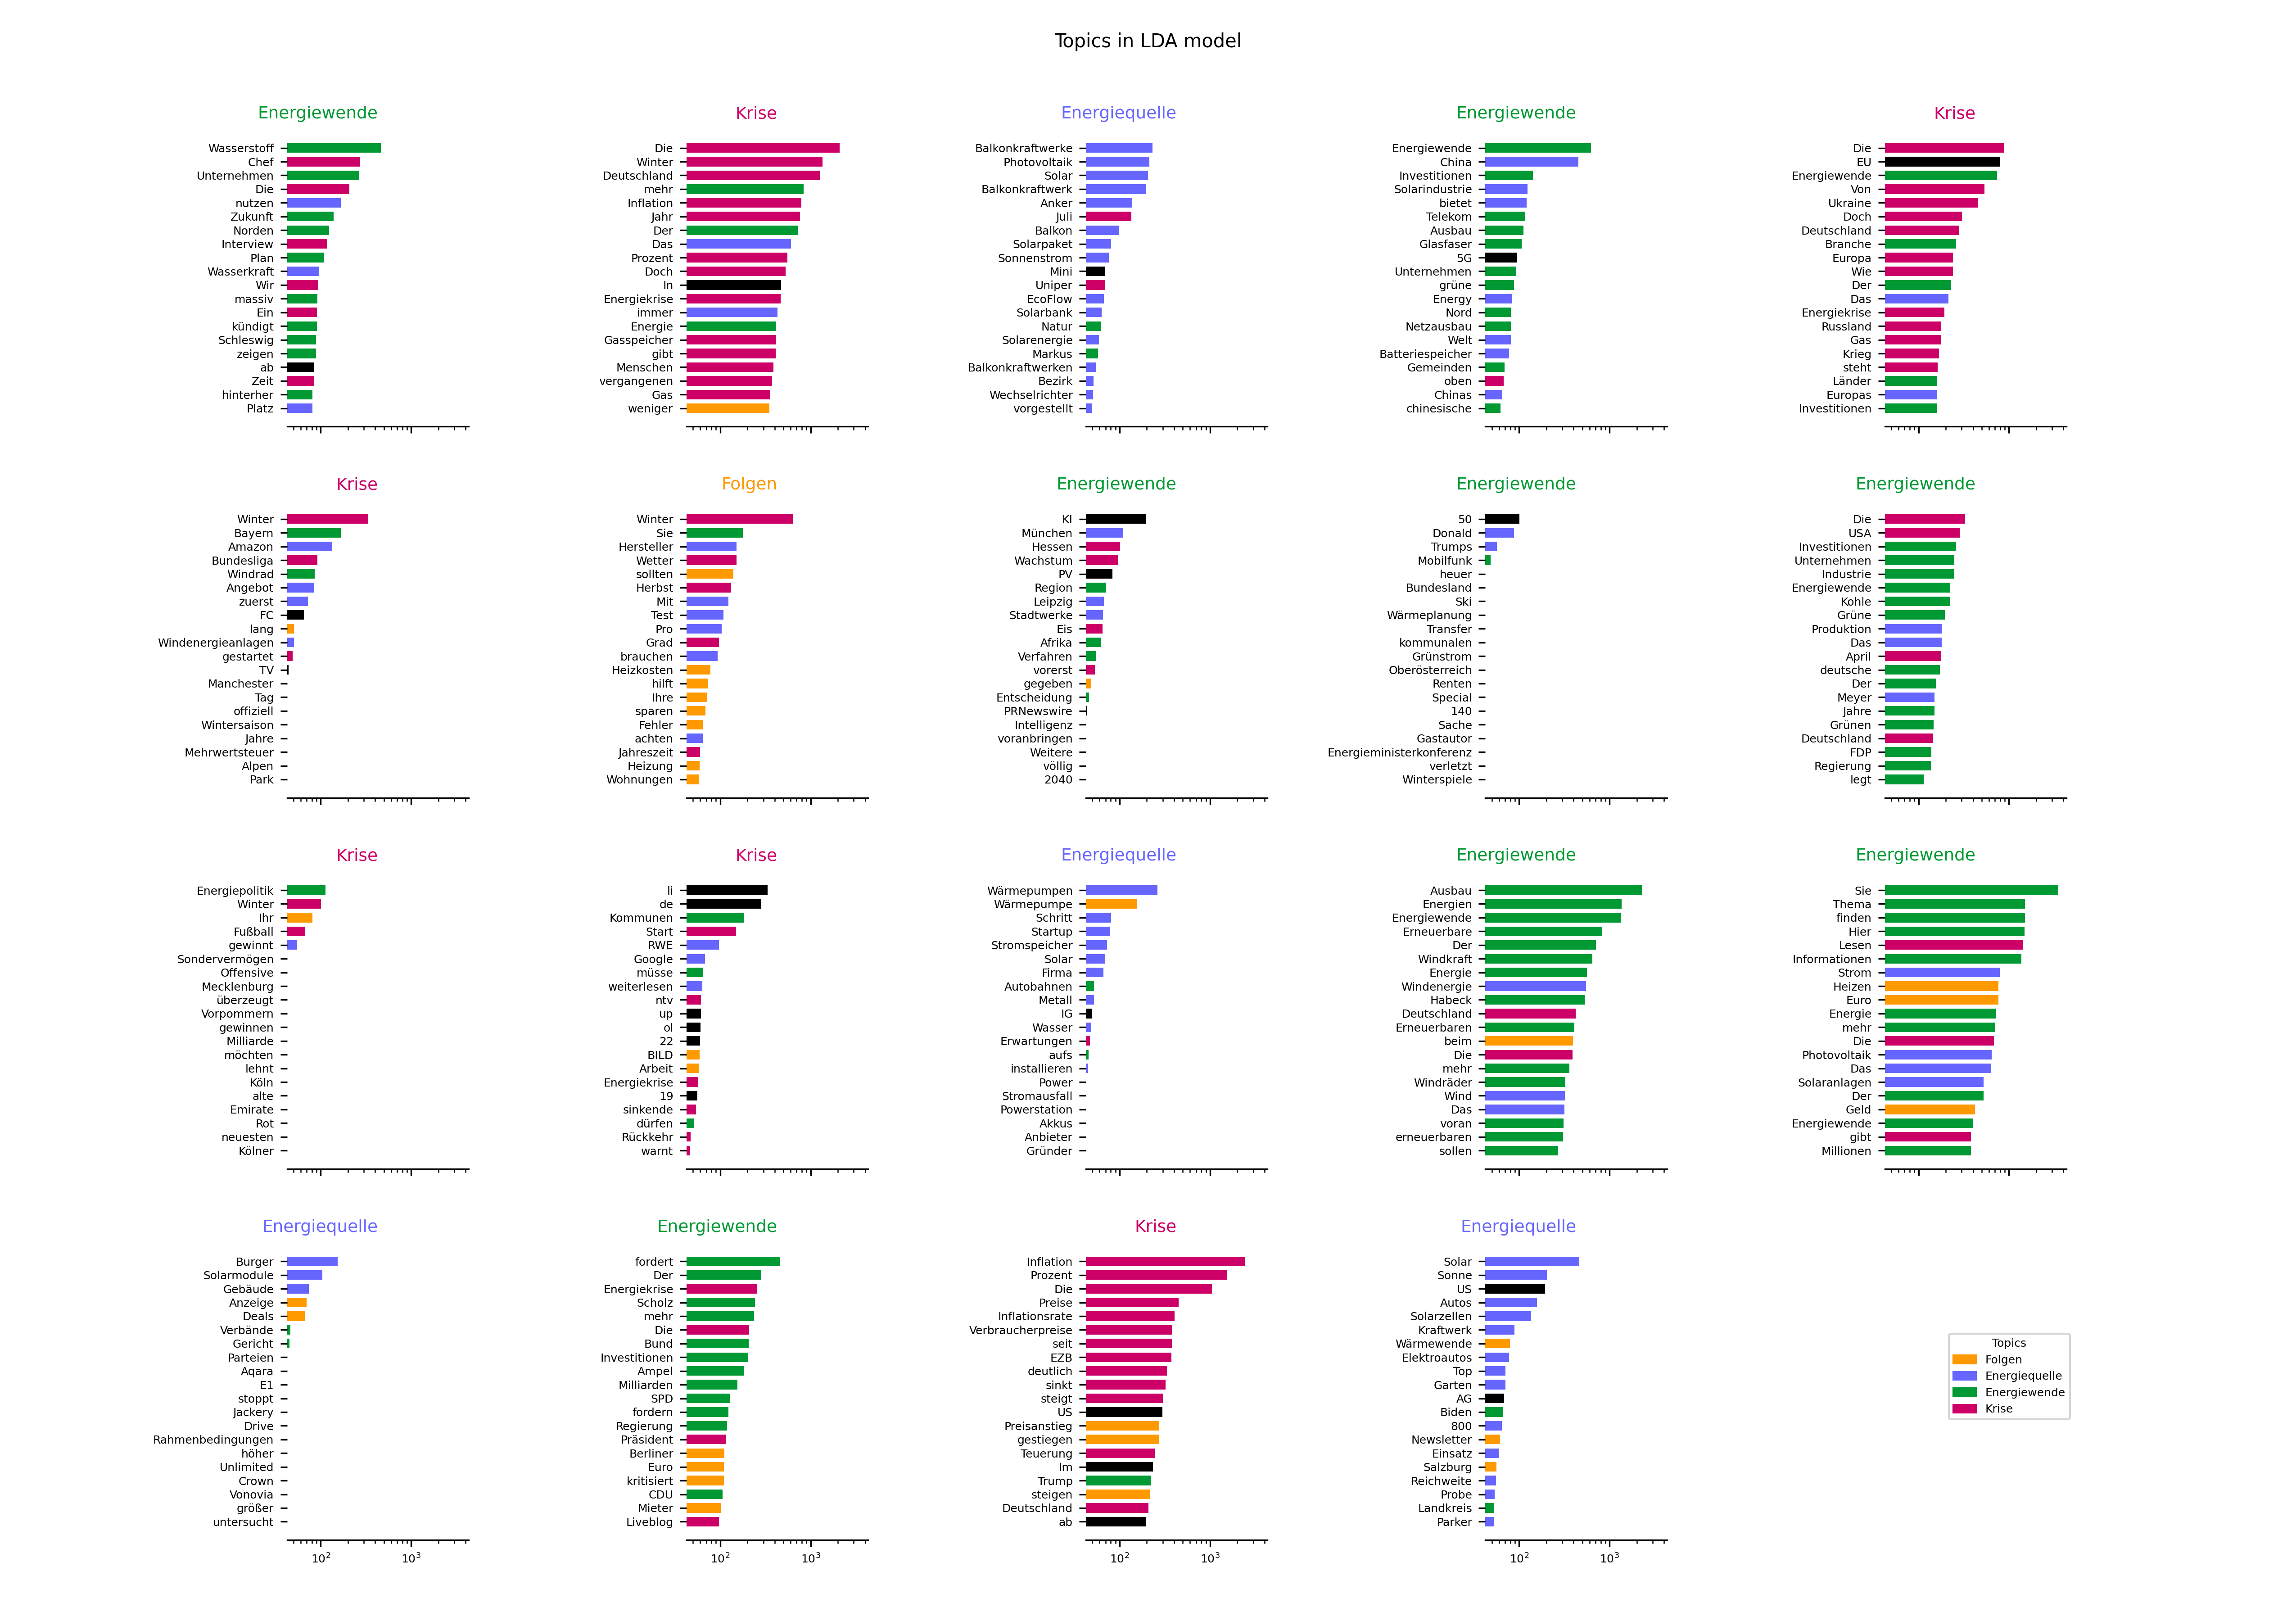 Topics in LDA model
Energiewende
Wasserstoff
Chef
Unternehmen
Die
nutzen
Zukunft
Norden
Interview
Plan
Wasserkraft
Wir
massiv
Ein
kündigt
Schleswig
zeigen
ab
Zeit
hinterher
Platz
Krise
Die
Winter
Deutschland
mehr
Inflation
Jahr
Der
Das
Prozent
Doch
In
Energiekrise
immer
Energie
Gasspeicher
gibt
Menschen
vergangenen
Gas
weniger
Energiequelle
Balkonkraftwerke
Photovoltaik
Solar
Balkonkraftwerk
Anker
Juli
Balkon
Solarpaket
Sonnenstrom
Mini
Uniper
EcoFlow
Solarbank
Natur
Solarenergie
Markus
Balkonkraftwerken
Bezirk
Wechselrichter
vorgestellt
Energiewende
Energiewende
China
Investitionen
Solarindustrie
bietet
Telekom
Ausbau
Glasfaser
5G
Unternehmen
grüne
Energy
Nord
Netzausbau
Welt
Batteriespeicher
Gemeinden
oben
Chinas
chinesische
Krise
Die
EU
Energiewende
Von
Ukraine
Doch
Deutschland
Branche
Europa
Wie
Der
Das
Energiekrise
Russland
Gas
Krieg
steht
Länder
Europas
Investitionen
Krise
Winter
Bayern
Amazon
Bundesliga
Windrad
Angebot
zuerst
FC
lang
Windenergieanlagen
gestartet
TV
Manchester
Tag
offiziell
Wintersaison
Jahre
Mehrwertsteuer
Alpen
Park
Folgen
Winter
Sie
Hersteller
Wetter
sollten
Herbst
Mit
Test
Pro
Grad
brauchen
Heizkosten
hilft
Ihre
sparen
Fehler
achten
Jahreszeit
Heizung
Wohnungen
Energiewende
KI
München
Hessen
Wachstum
PV
Region
Leipzig
Stadtwerke
Eis
Afrika
Verfahren
vorerst
gegeben
Entscheidung
PRNewswire
Intelligenz
voranbringen
Weitere
völlig
2040
Energiewende
50
Donald
Trumps
Mobilfunk
heuer
Bundesland
Ski
Wärmeplanung
Transfer
kommunalen
Grünstrom
Oberösterreich
Renten
Special
140
Sache
Gastautor
Energieministerkonferenz
verletzt
Winterspiele
Energiewende
Die
USA
Investitionen
Unternehmen
Industrie
Energiewende
Kohle
Grüne
Produktion
Das
April
deutsche
Der
Meyer
Jahre
Grünen
Deutschland
FDP
Regierung
legt
Krise
Energiepolitik
Winter
Ihr
Fußball
gewinnt
Sondervermögen
Offensive
Mecklenburg
überzeugt
Vorpommern
gewinnen
Milliarde
möchten
lehnt
Köln
alte
Emirate
Rot
neuesten
Kölner
Krise
li
de
Kommunen
Start
RWE
Google
müsse
weiterlesen
ntv
up
ol
22
BILD
Arbeit
Energiekrise
19
sinkende
dürfen
Rückkehr
warnt
Energiequelle
Wärmepumpen
Wärmepumpe
Schritt
Startup
Stromspeicher
Solar
Firma
Autobahnen
Metall
IG
Wasser
Erwartungen
aufs
installieren
Power
Stromausfall
Powerstation
Akkus
Anbieter
Gründer
Energiewende
Ausbau
Energien
Energiewende
Erneuerbare
Der
Windkraft
Energie
Windenergie
Habeck
Deutschland
Erneuerbaren
beim
Die
mehr
Windräder
Wind
Das
voran
erneuerbaren
sollen
Energiewende
Sie
Thema
finden
Hier
Lesen
Informationen
Strom
Heizen
Euro
Energie
mehr
Die
Photovoltaik
Das
Solaranlagen
Der
Geld
Energiewende
gibt
Millionen
Energiequelle
Burger
Solarmodule
Gebäude
Anzeige
Deals
Verbände
Gericht
Parteien
Aqara
E1
stoppt
Jackery
Drive
Rahmenbedingungen
höher
Unlimited
Crown
Vonovia
größer
untersucht
10²
10³
Energiewende
fordert
Der
Energiekrise
Scholz
mehr
Die
Bund
Investitionen
Ampel
Milliarden
SPD
fordern
Regierung
Präsident
Berliner
Euro
kritisiert
CDU
Mieter
Liveblog
10²
10³
Krise
Inflation
Prozent
Die
Preise
Inflationsrate
Verbraucherpreise
seit
EZB
deutlich
sinkt
steigt
US
Preisanstieg
gestiegen
Teuerung
Im
Trump
steigen
Deutschland
ab
10²
10³
Energiequelle
Solar
Sonne
US
Autos
Solarzellen
Kraftwerk
Wärmewende
Elektroautos
Top
Garten
AG
Biden
800
Newsletter
Einsatz
Salzburg
Reichweite
Probe
Landkreis
Parker
10²
10³
Topics
Folgen
Energiequelle
Energiewende
Krise